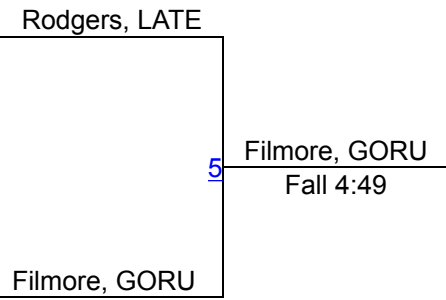 Rodgers, LATE
5
Filmore, GORU
Fall 4:49
Filmore, GORU